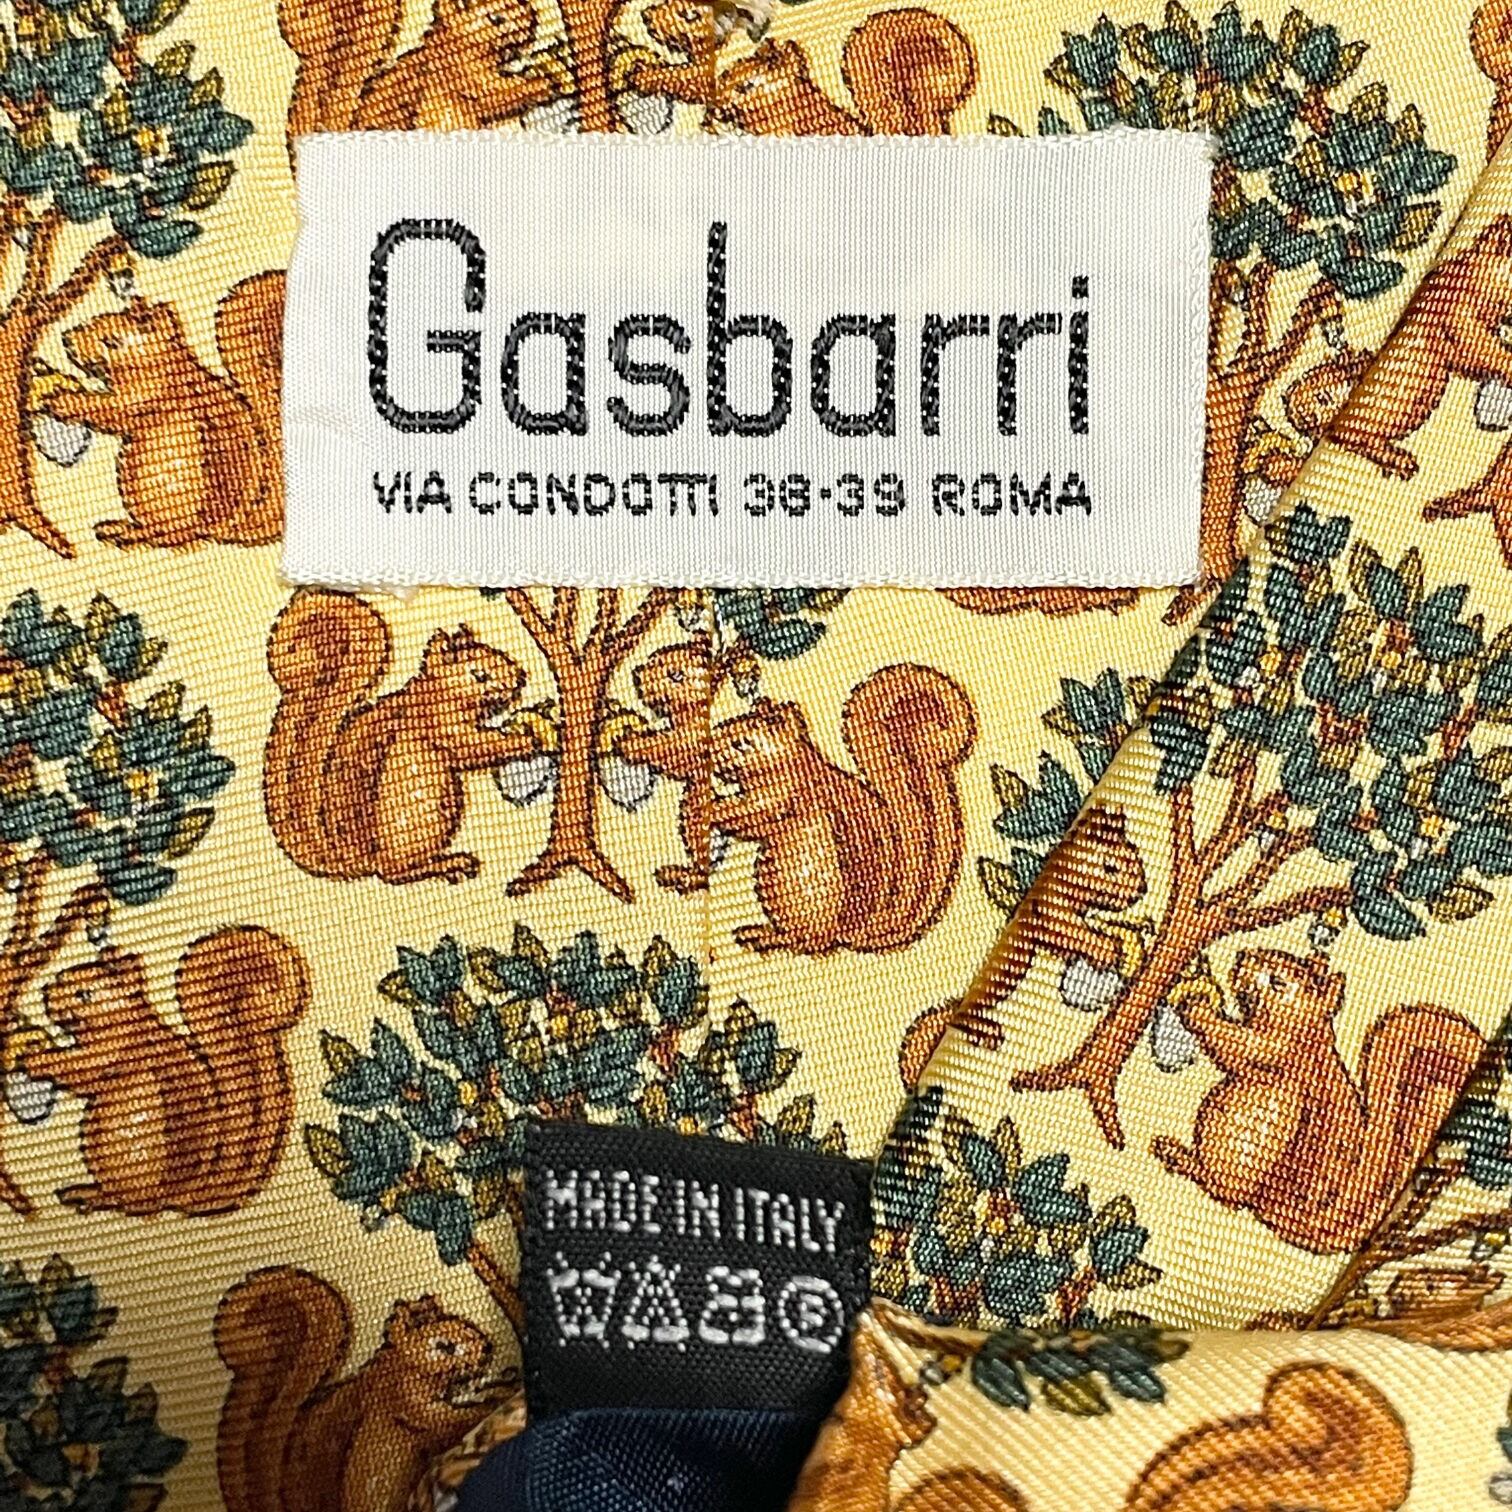 Gasbarri
VIA CONDOTTI 38-39 ROMA
MADE IN ITALY
P